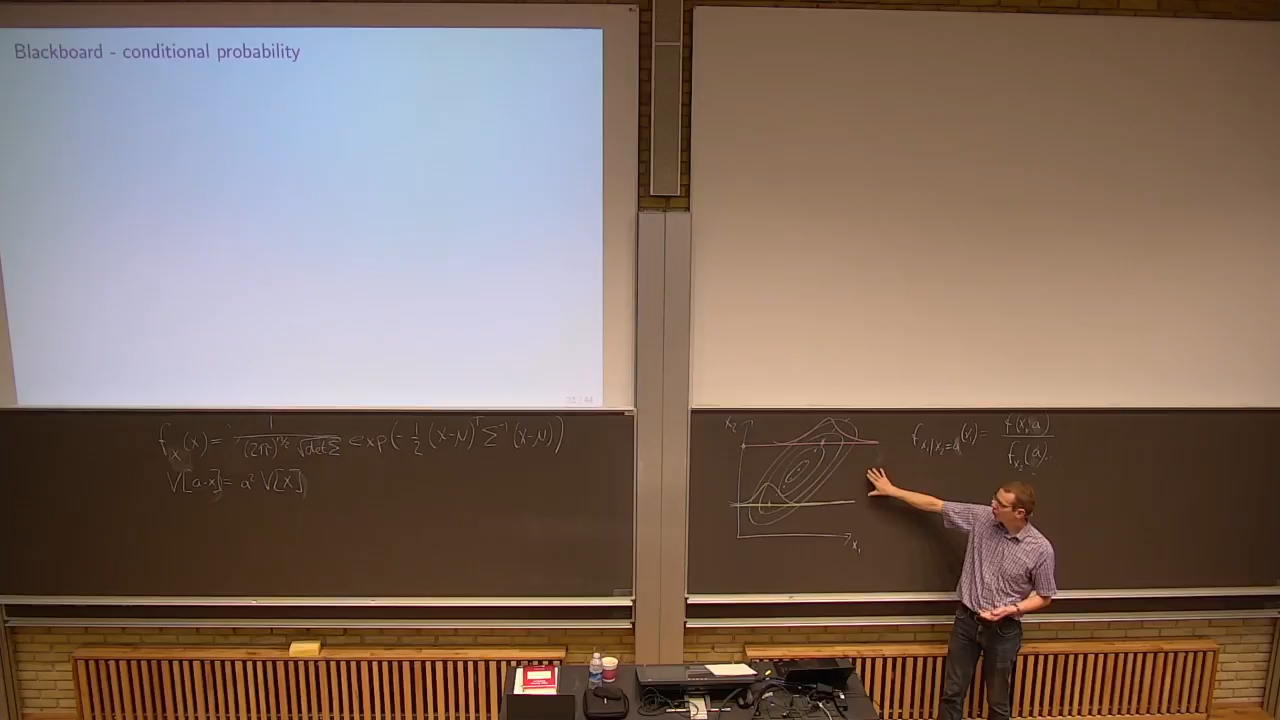 Blackboard - conditional probability
f_X(x) = 1 / ((2π)^{n/2} √det Σ) exp(-1/2 (x-μ)^T Σ^{-1} (x-μ))
V[a·x] = a² V[X]
x₂
x₁
f_{X₁|X₂=a}(x₁) = f(x₁,a) / f_{X₂}(a)